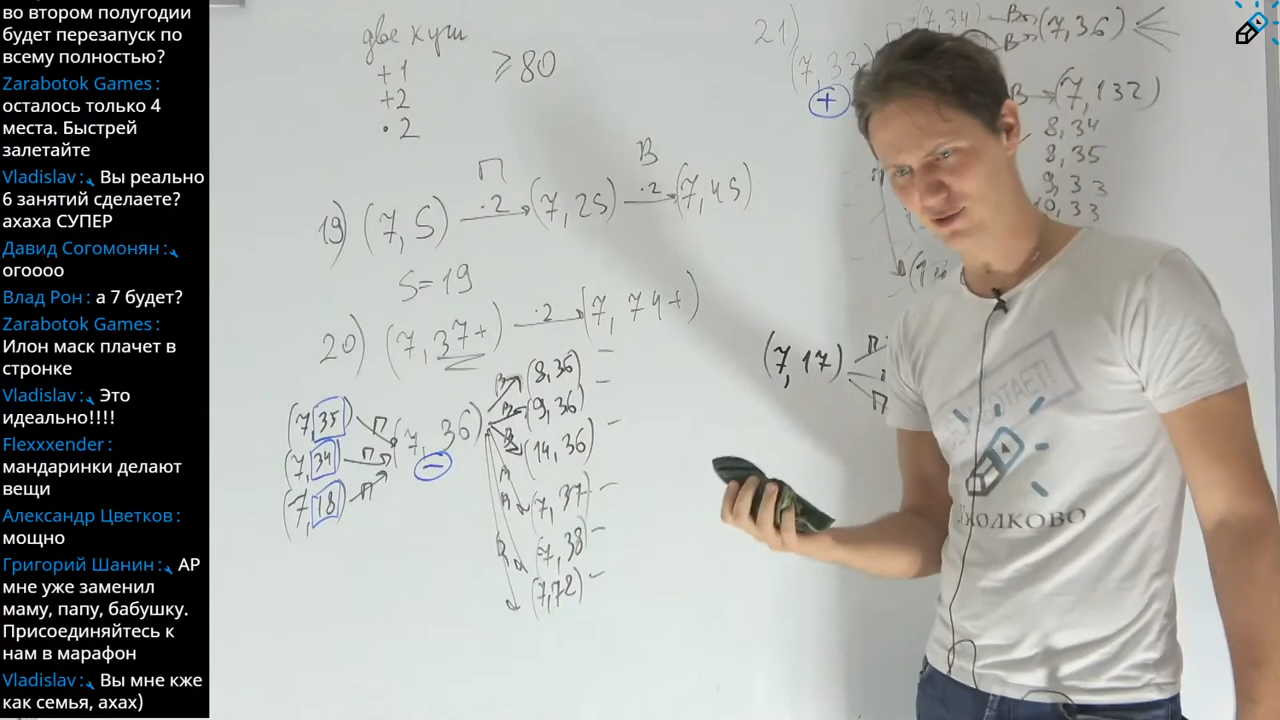 во втором полугодии
будет перезапуск по
всему полностью?
Zarabotok Games :
осталось только 4
места. Быстрей
залетайте
Vladislav : Вы реально
6 занятий сделаете?
ахаха СУПЕР
Давид Согомонян :
огоооо
Влад Рон : а 7 будет?
Zarabotok Games :
Илон маск плачет в
стронке
Vladislav : Это
идеально!!!!
Flexxxender :
мандаринки делают
вещи
Александр Цветков :
мощно
Григорий Шанин : АР
мне уже заменил
маму, папу, бабушку.
Присоединяйтесь к
нам в марафон
Vladislav : Вы мне кже
как семья, ахах)
две кучи
+1
+2
·2
≥80
19) (7, S) П ·2 (7, 2S) В ·2 (7, 4S)
S=19
20) (7, 37+) ·2 (7, 74+)
(7, 35) П
(7, 34) П
(7, 18) П
(7, 36)
−
В (8, 36) −
В (9, 36) −
В (14, 36) −
В (7, 37) −
В (7, 38) −
(7, 72) −
21)
(7, 33)
+
П (7, 34) В
В (7, 36)
В (7, 132)
8, 34
8, 35
9, 33
10, 33
(7, 17) П
П
ШКОЛКОВО